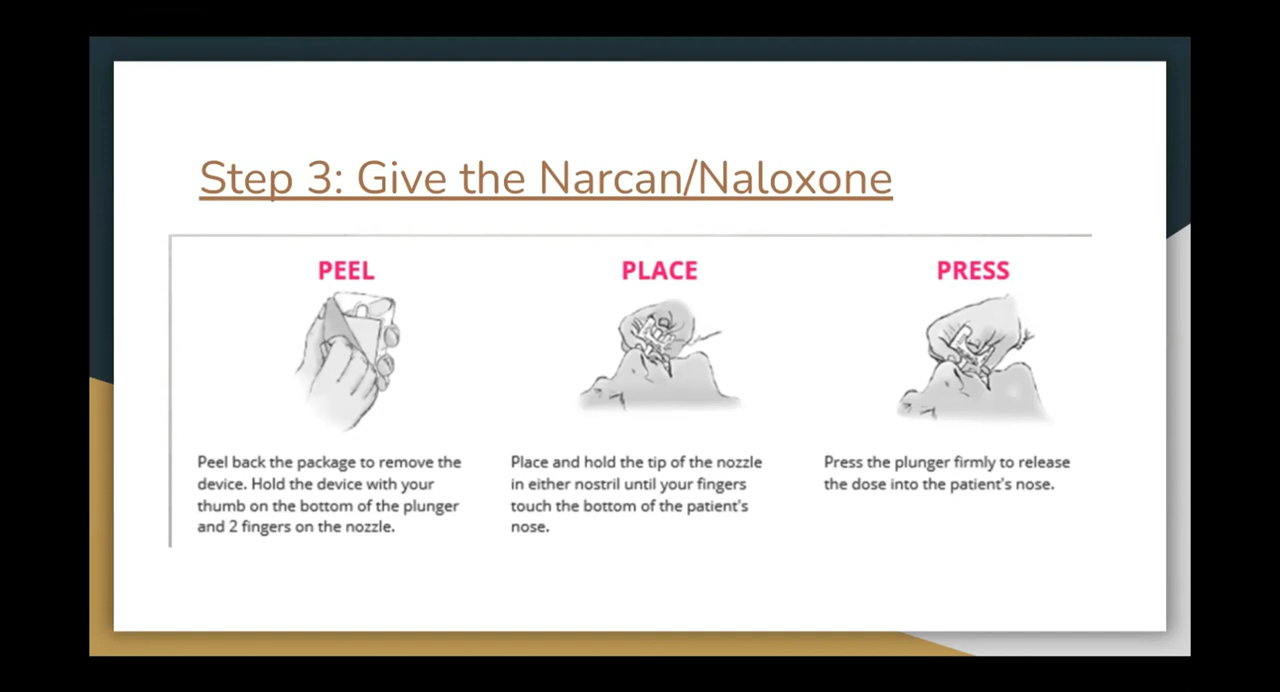 Step 3: Give the Narcan/Naloxone
PEEL
Peel back the package to remove the
device. Hold the device with your
thumb on the bottom of the plunger
and 2 fingers on the nozzle.
PLACE
Place and hold the tip of the nozzle
in either nostril until your fingers
touch the bottom of the patient's
nose.
PRESS
Press the plunger firmly to release
the dose into the patient's nose.